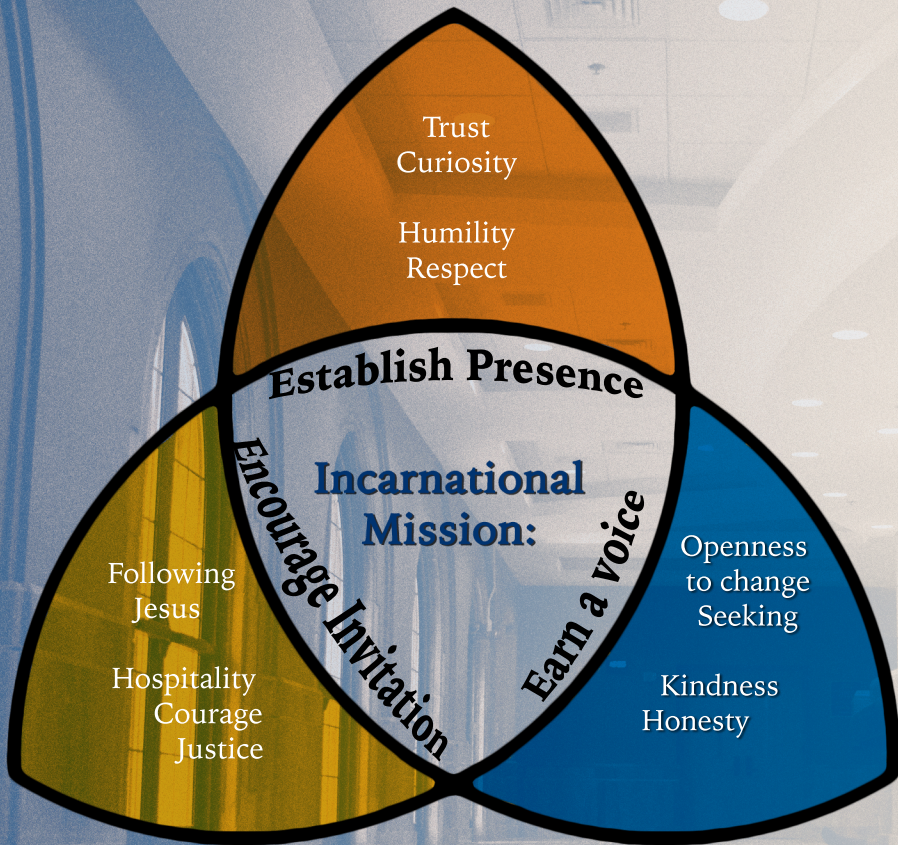 Trust
Curiosity
Humility
Respect
Establish Presence
Encourage Invitation
Incarnational
Mission:
Earn a voice
Following
Jesus
Hospitality
Courage
Justice
Openness
to change
Seeking
Kindness
Honesty